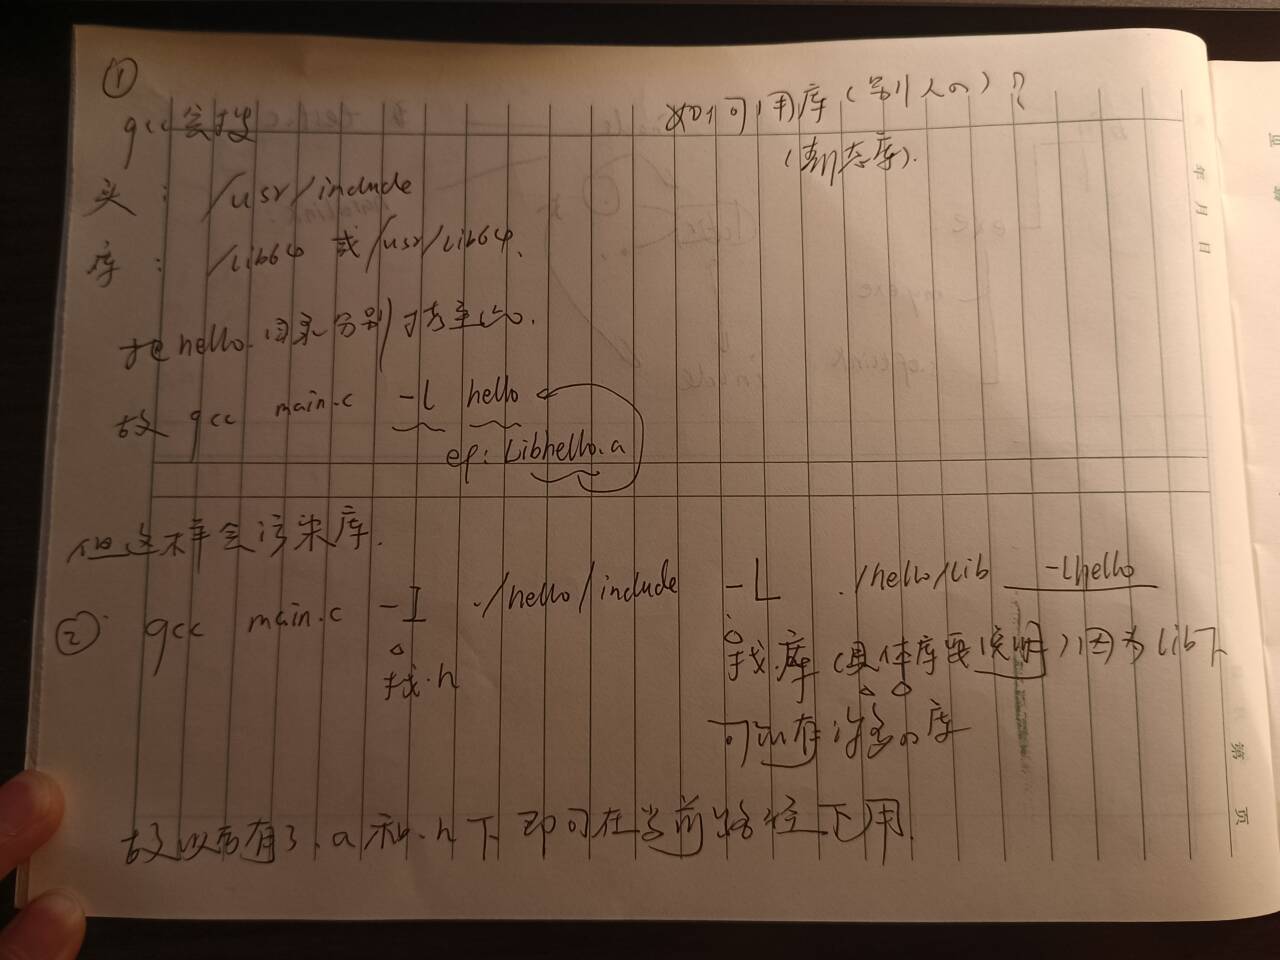 ①
gcc会找
如何用库(别人の)?
(静态库).
头: /usr/include
库: /lib64 或 /usr/lib64.
把hello.目录分别拷至此.
故 gcc main.c -l hello
ep: Libhello.a
但这样会污染库.
② gcc main.c -I ./hello/include -L ./hello/lib -lhello
找.h
找.库(具体库要说明)因为lib下
可以有许多の库
故以后有了.a和.h下即可在当前路径下用.
年 月 日
第 页